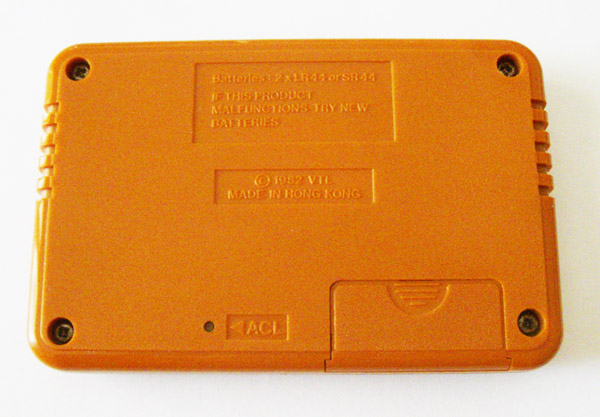 Batteries: 2 x LR44 or SR44
IF THIS PRODUCT
MALFUNCTIONS TRY NEW
BATTERIES
© 1982 VTL
MADE IN HONG KONG
◁ ACL